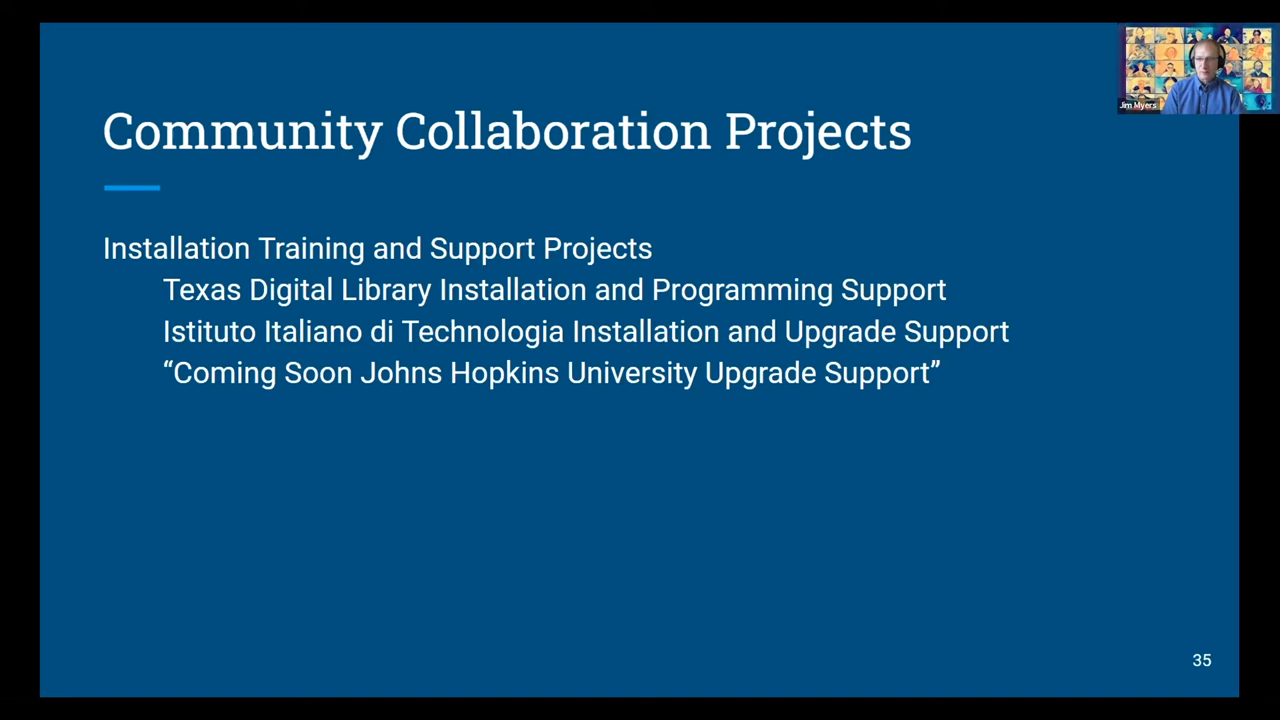 Jim Myers
Community Collaboration Projects
Installation Training and Support Projects
Texas Digital Library Installation and Programming Support
Istituto Italiano di Technologia Installation and Upgrade Support
“Coming Soon Johns Hopkins University Upgrade Support”
35